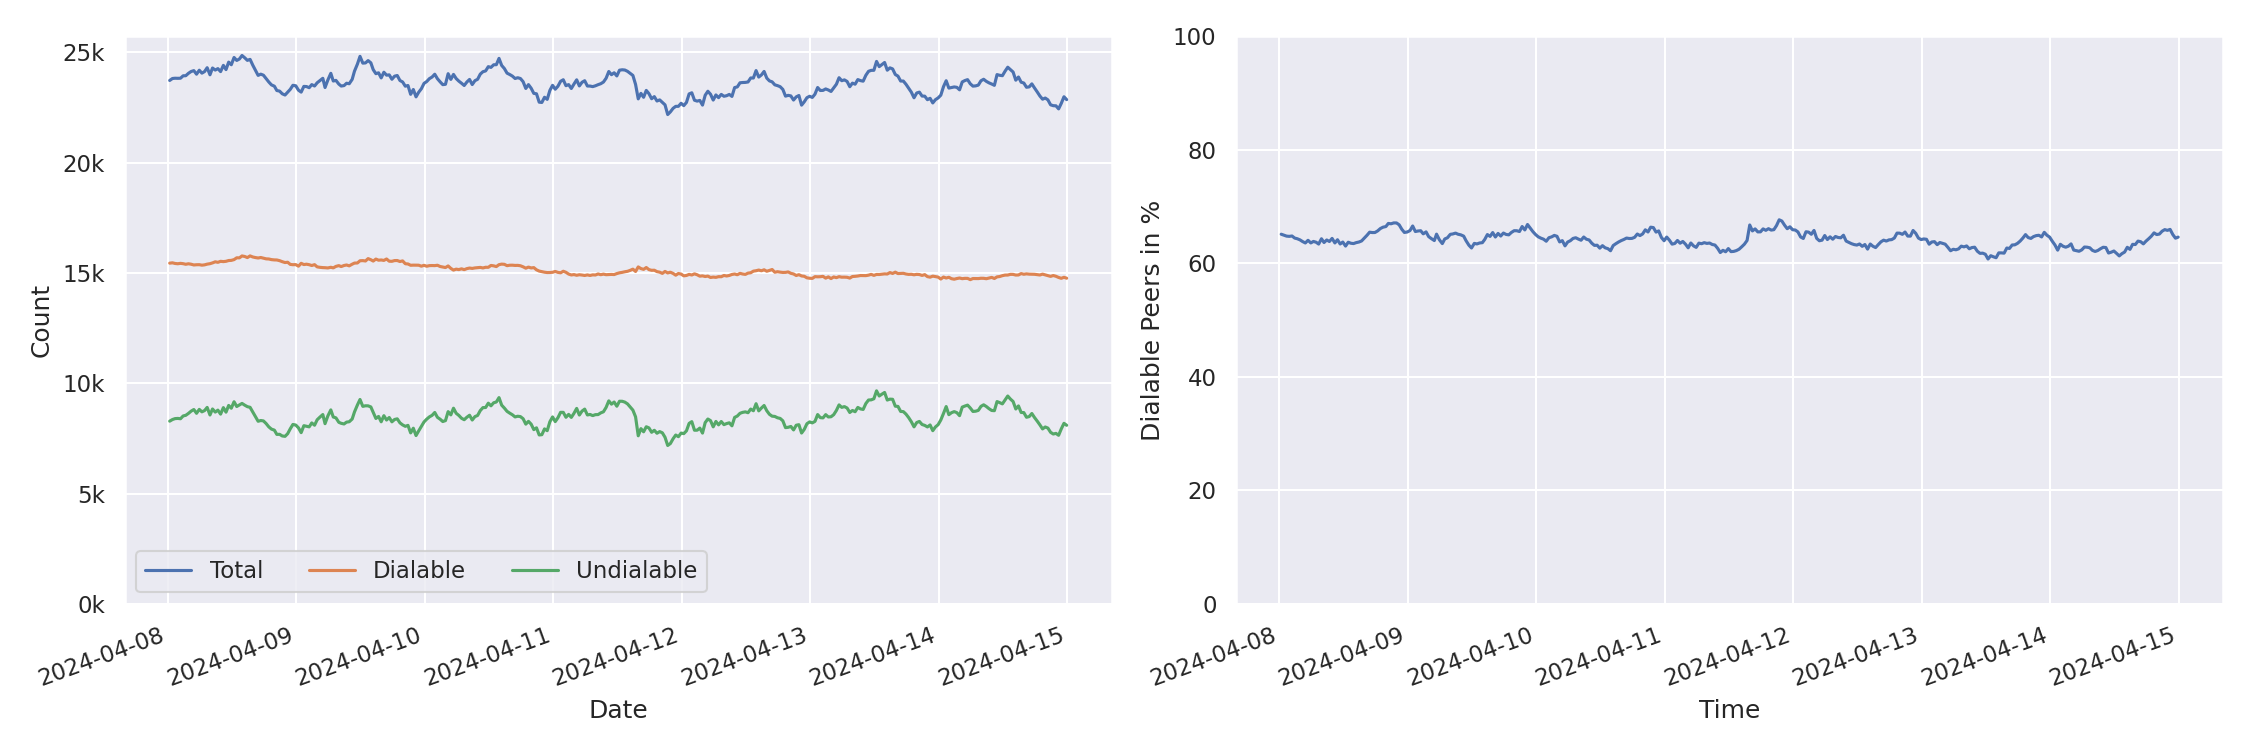 25k
20k
15k
10k
5k
0k
Count
Total
Dialable
Undialable
2024-04-08
2024-04-09
2024-04-10
2024-04-11
2024-04-12
2024-04-13
2024-04-14
2024-04-15
Date
100
80
60
40
20
0
Dialable Peers in %
2024-04-08
2024-04-09
2024-04-10
2024-04-11
2024-04-12
2024-04-13
2024-04-14
2024-04-15
Time